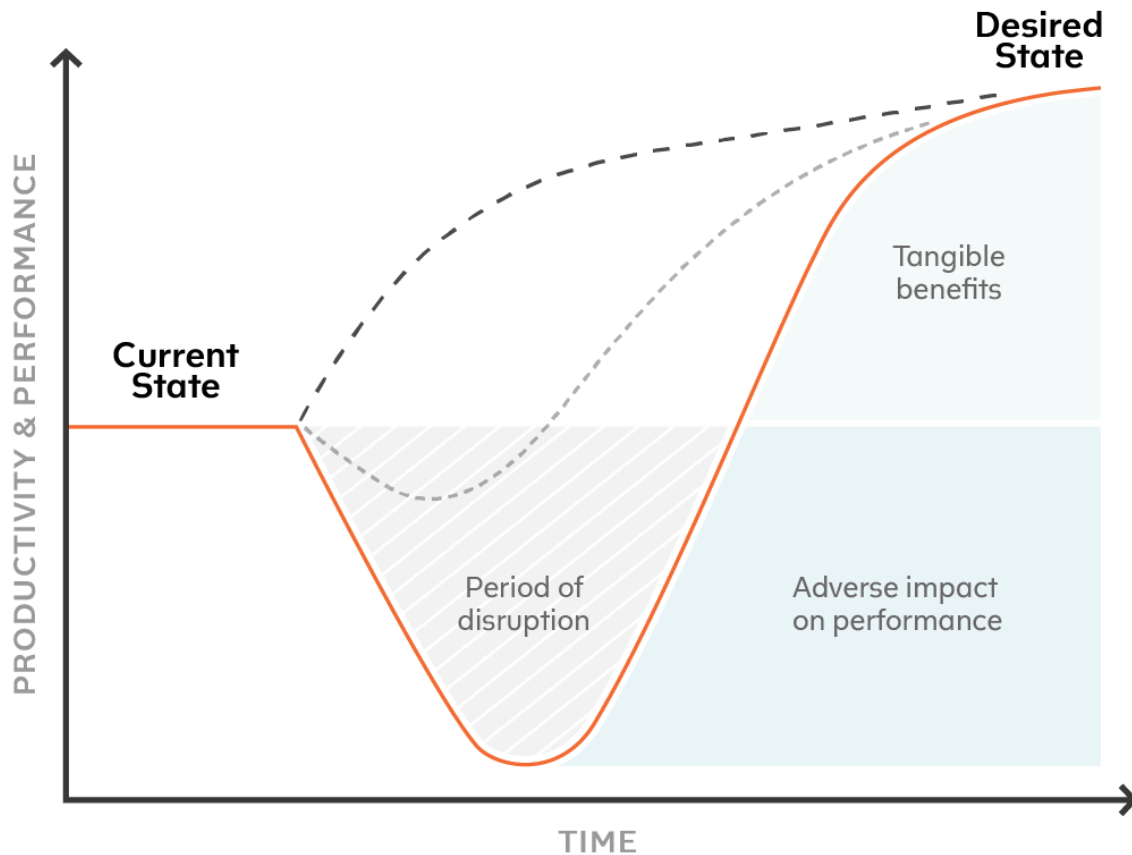 Desired
State
PRODUCTIVITY & PERFORMANCE
Current
State
Tangible
benefits
Period of
disruption
Adverse impact
on performance
TIME